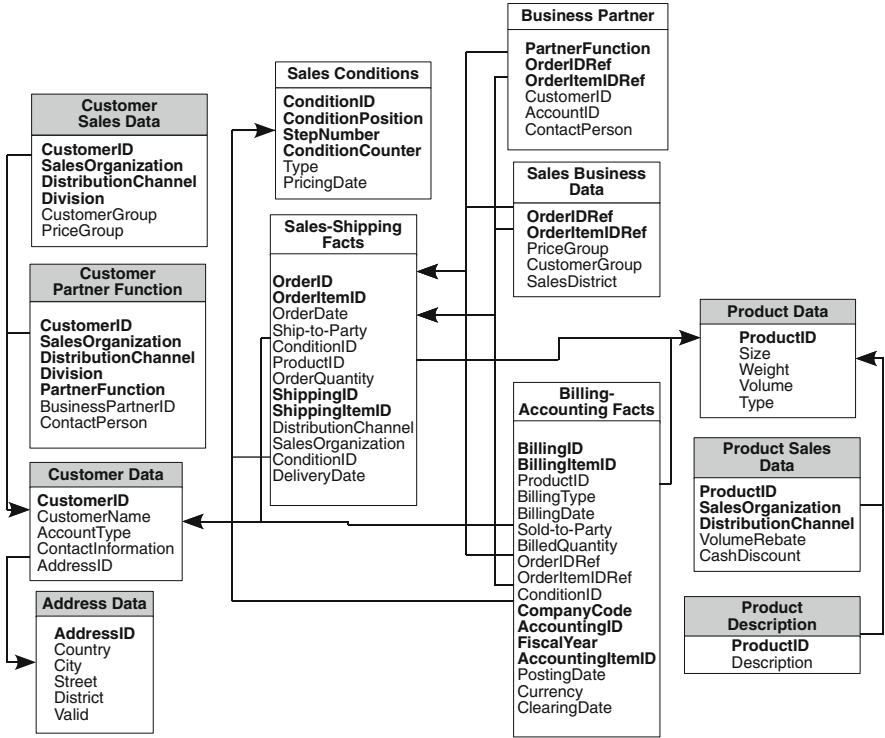 Business Partner
PartnerFunction
OrderIDRef
OrderItemIDRef
CustomerID
AccountID
ContactPerson
Sales Conditions
ConditionID
ConditionPosition
StepNumber
ConditionCounter
Type
PricingDate
Customer
Sales Data
CustomerID
SalesOrganization
DistributionChannel
Division
CustomerGroup
PriceGroup
Sales Business
Data
OrderIDRef
OrderItemIDRef
PriceGroup
CustomerGroup
SalesDistrict
Sales-Shipping
Facts
OrderID
OrderItemID
OrderDate
Ship-to-Party
ConditionID
ProductID
OrderQuantity
ShippingID
ShippingItemID
DistributionChannel
SalesOrganization
ConditionID
DeliveryDate
Customer
Partner Function
CustomerID
SalesOrganization
DistributionChannel
Division
PartnerFunction
BusinessPartnerID
ContactPerson
Product Data
ProductID
Size
Weight
Volume
Type
Billing-
Accounting Facts
BillingID
BillingItemID
ProductID
BillingType
BillingDate
Sold-to-Party
BilledQuantity
OrderIDRef
OrderItemIDRef
ConditionID
CompanyCode
AccountingID
FiscalYear
AccountingItemID
PostingDate
Currency
ClearingDate
Product Sales
Data
ProductID
SalesOrganization
DistributionChannel
VolumeRebate
CashDiscount
Customer Data
CustomerID
CustomerName
AccountType
ContactInformation
AddressID
Address Data
AddressID
Country
City
Street
District
Valid
Product
Description
ProductID
Description